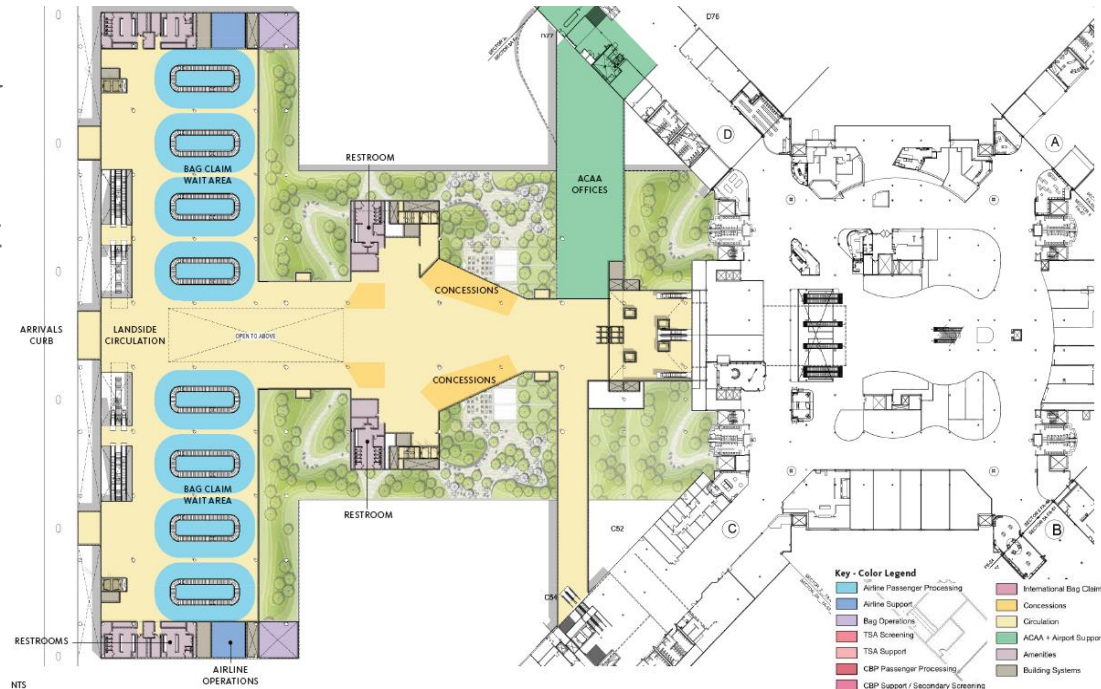 D76
D77
D
A
RESTROOM
BAG CLAIM
WAIT AREA
ACAA
OFFICES
CONCESSIONS
ARRIVALS
CURB
LANDSIDE
CIRCULATION
OPEN TO ABOVE
CONCESSIONS
BAG CLAIM
WAIT AREA
RESTROOM
C52
C
B
C54
RESTROOMS
AIRLINE
OPERATIONS
NTS
Key - Color Legend
Airline Passenger Processing
Airline Support
Bag Operations
TSA Screening
TSA Support
CBP Passenger Processing
CBP Support / Secondary Screening
International Bag Claim
Concessions
Circulation
ACAA + Airport Support
Amenities
Building Systems